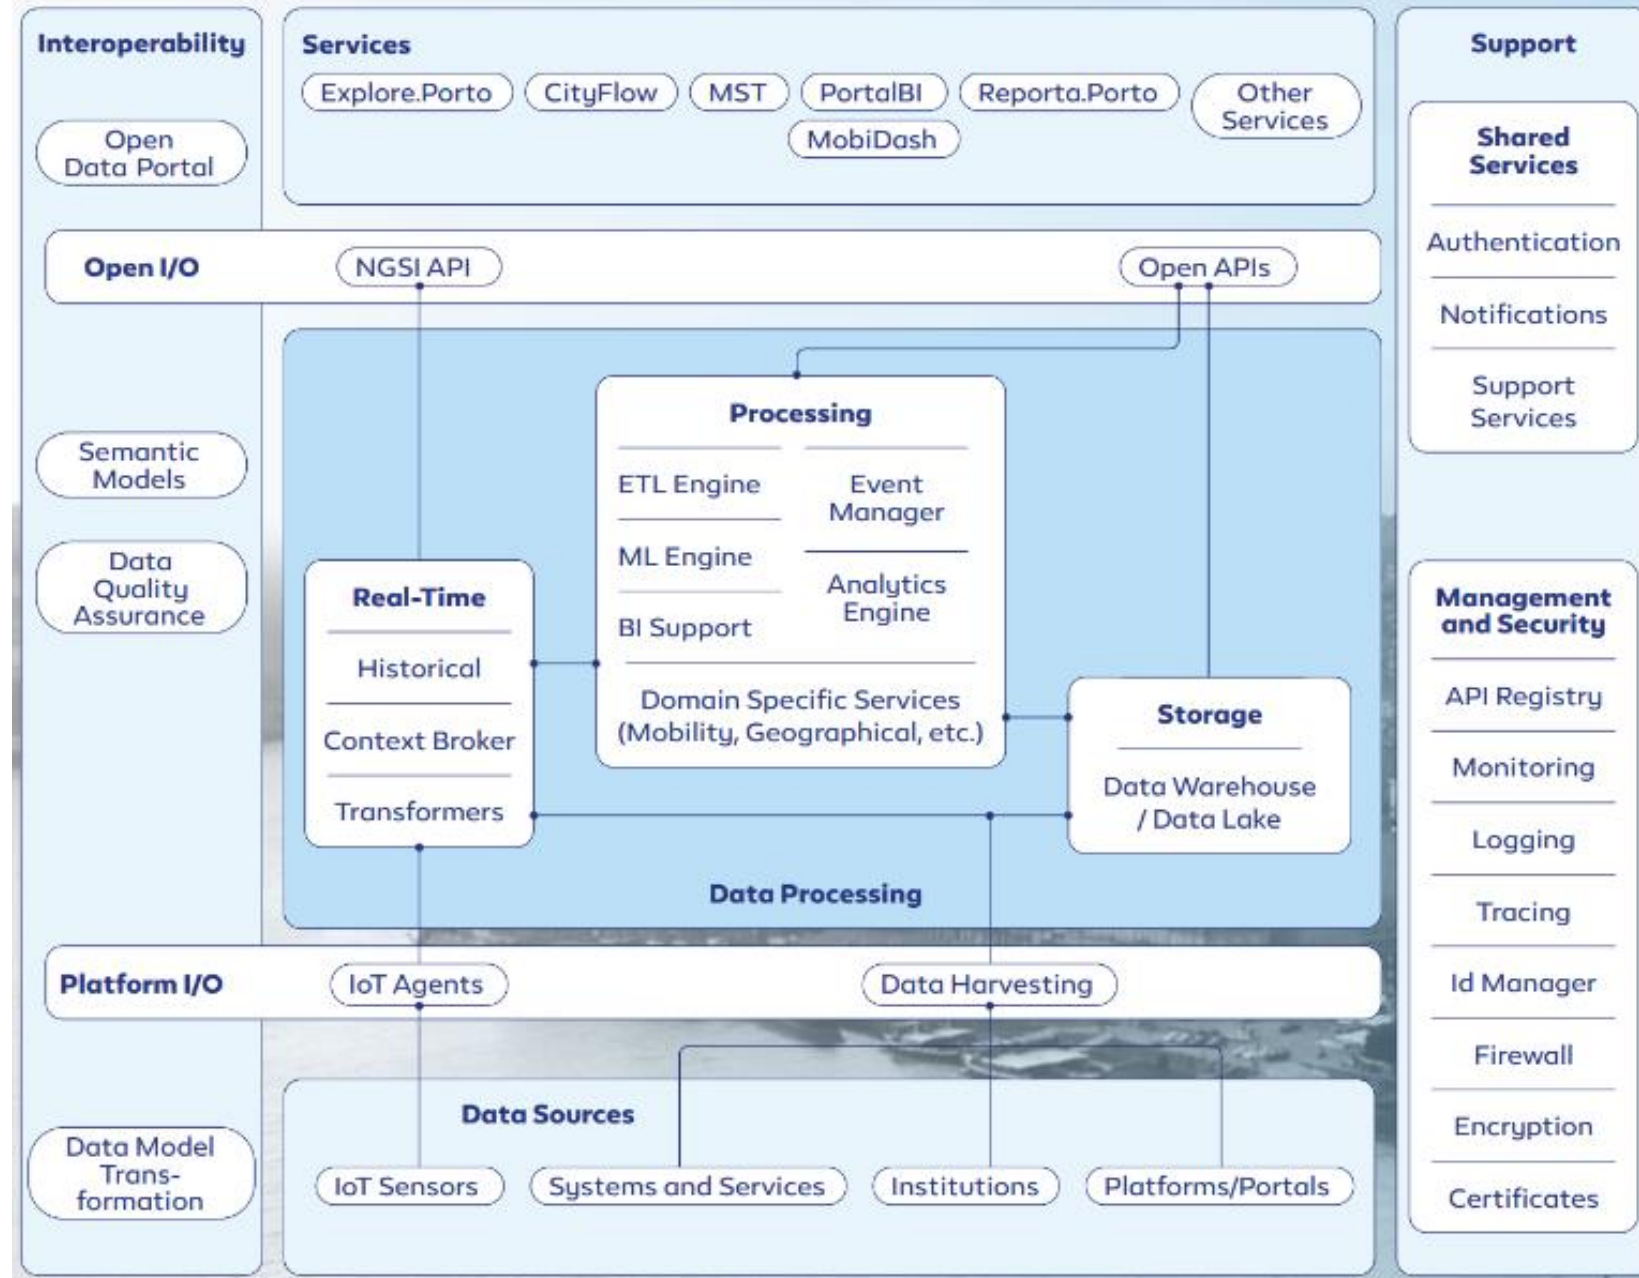 Interoperability
Open
Data Portal
Semantic
Models
Data
Quality
Assurance
Data Model
Trans-
formation
Services
Explore.Porto
CityFlow
MST
PortalBI
Reporta.Porto
Other
Services
MobiDash
Open I/O
NGSI API
Open APIs
Processing
ETL Engine
ML Engine
BI Support
Event
Manager
Analytics
Engine
Domain Specific Services
(Mobility, Geographical, etc.)
Real-Time
Historical
Context Broker
Transformers
Storage
Data Warehouse
/ Data Lake
Data Processing
Platform I/O
IoT Agents
Data Harvesting
Data Sources
IoT Sensors
Systems and Services
Institutions
Platforms/Portals
Support
Shared
Services
Authentication
Notifications
Support
Services
Management
and Security
API Registry
Monitoring
Logging
Tracing
Id Manager
Firewall
Encryption
Certificates